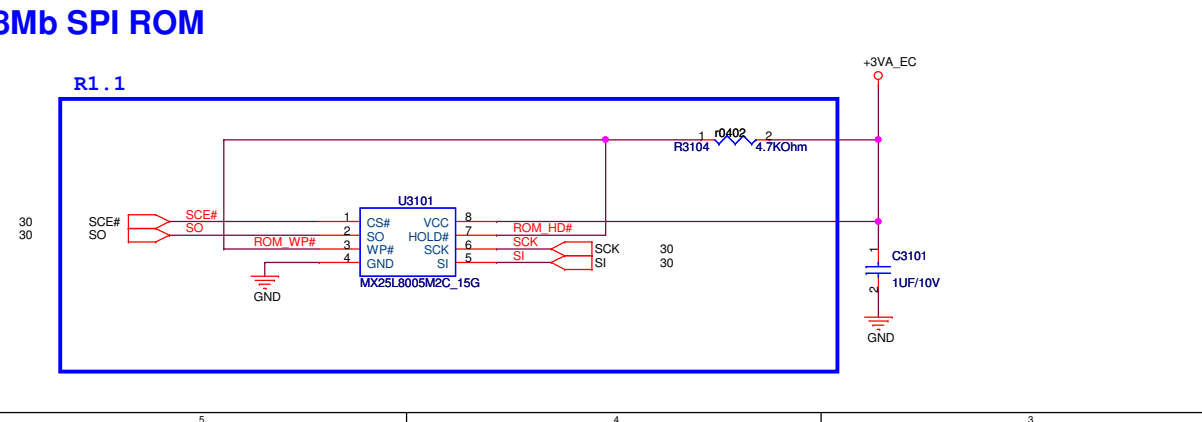 8Mb SPI ROM
+3VA_EC
R1.1
1 r0402 2
R3104 4.7KOhm
U3101
30 SCE# SCE# 1 CS# VCC 8
30 SO SO 2 SO HOLD# 7 ROM_HD#
ROM_WP# 3 WP# SCK 6 SCK SCK 30
4 GND SI 5 SI SI 30
GND MX25L8005M2C_15G
1 C3101
2 1UF/10V
GND
5 4 3